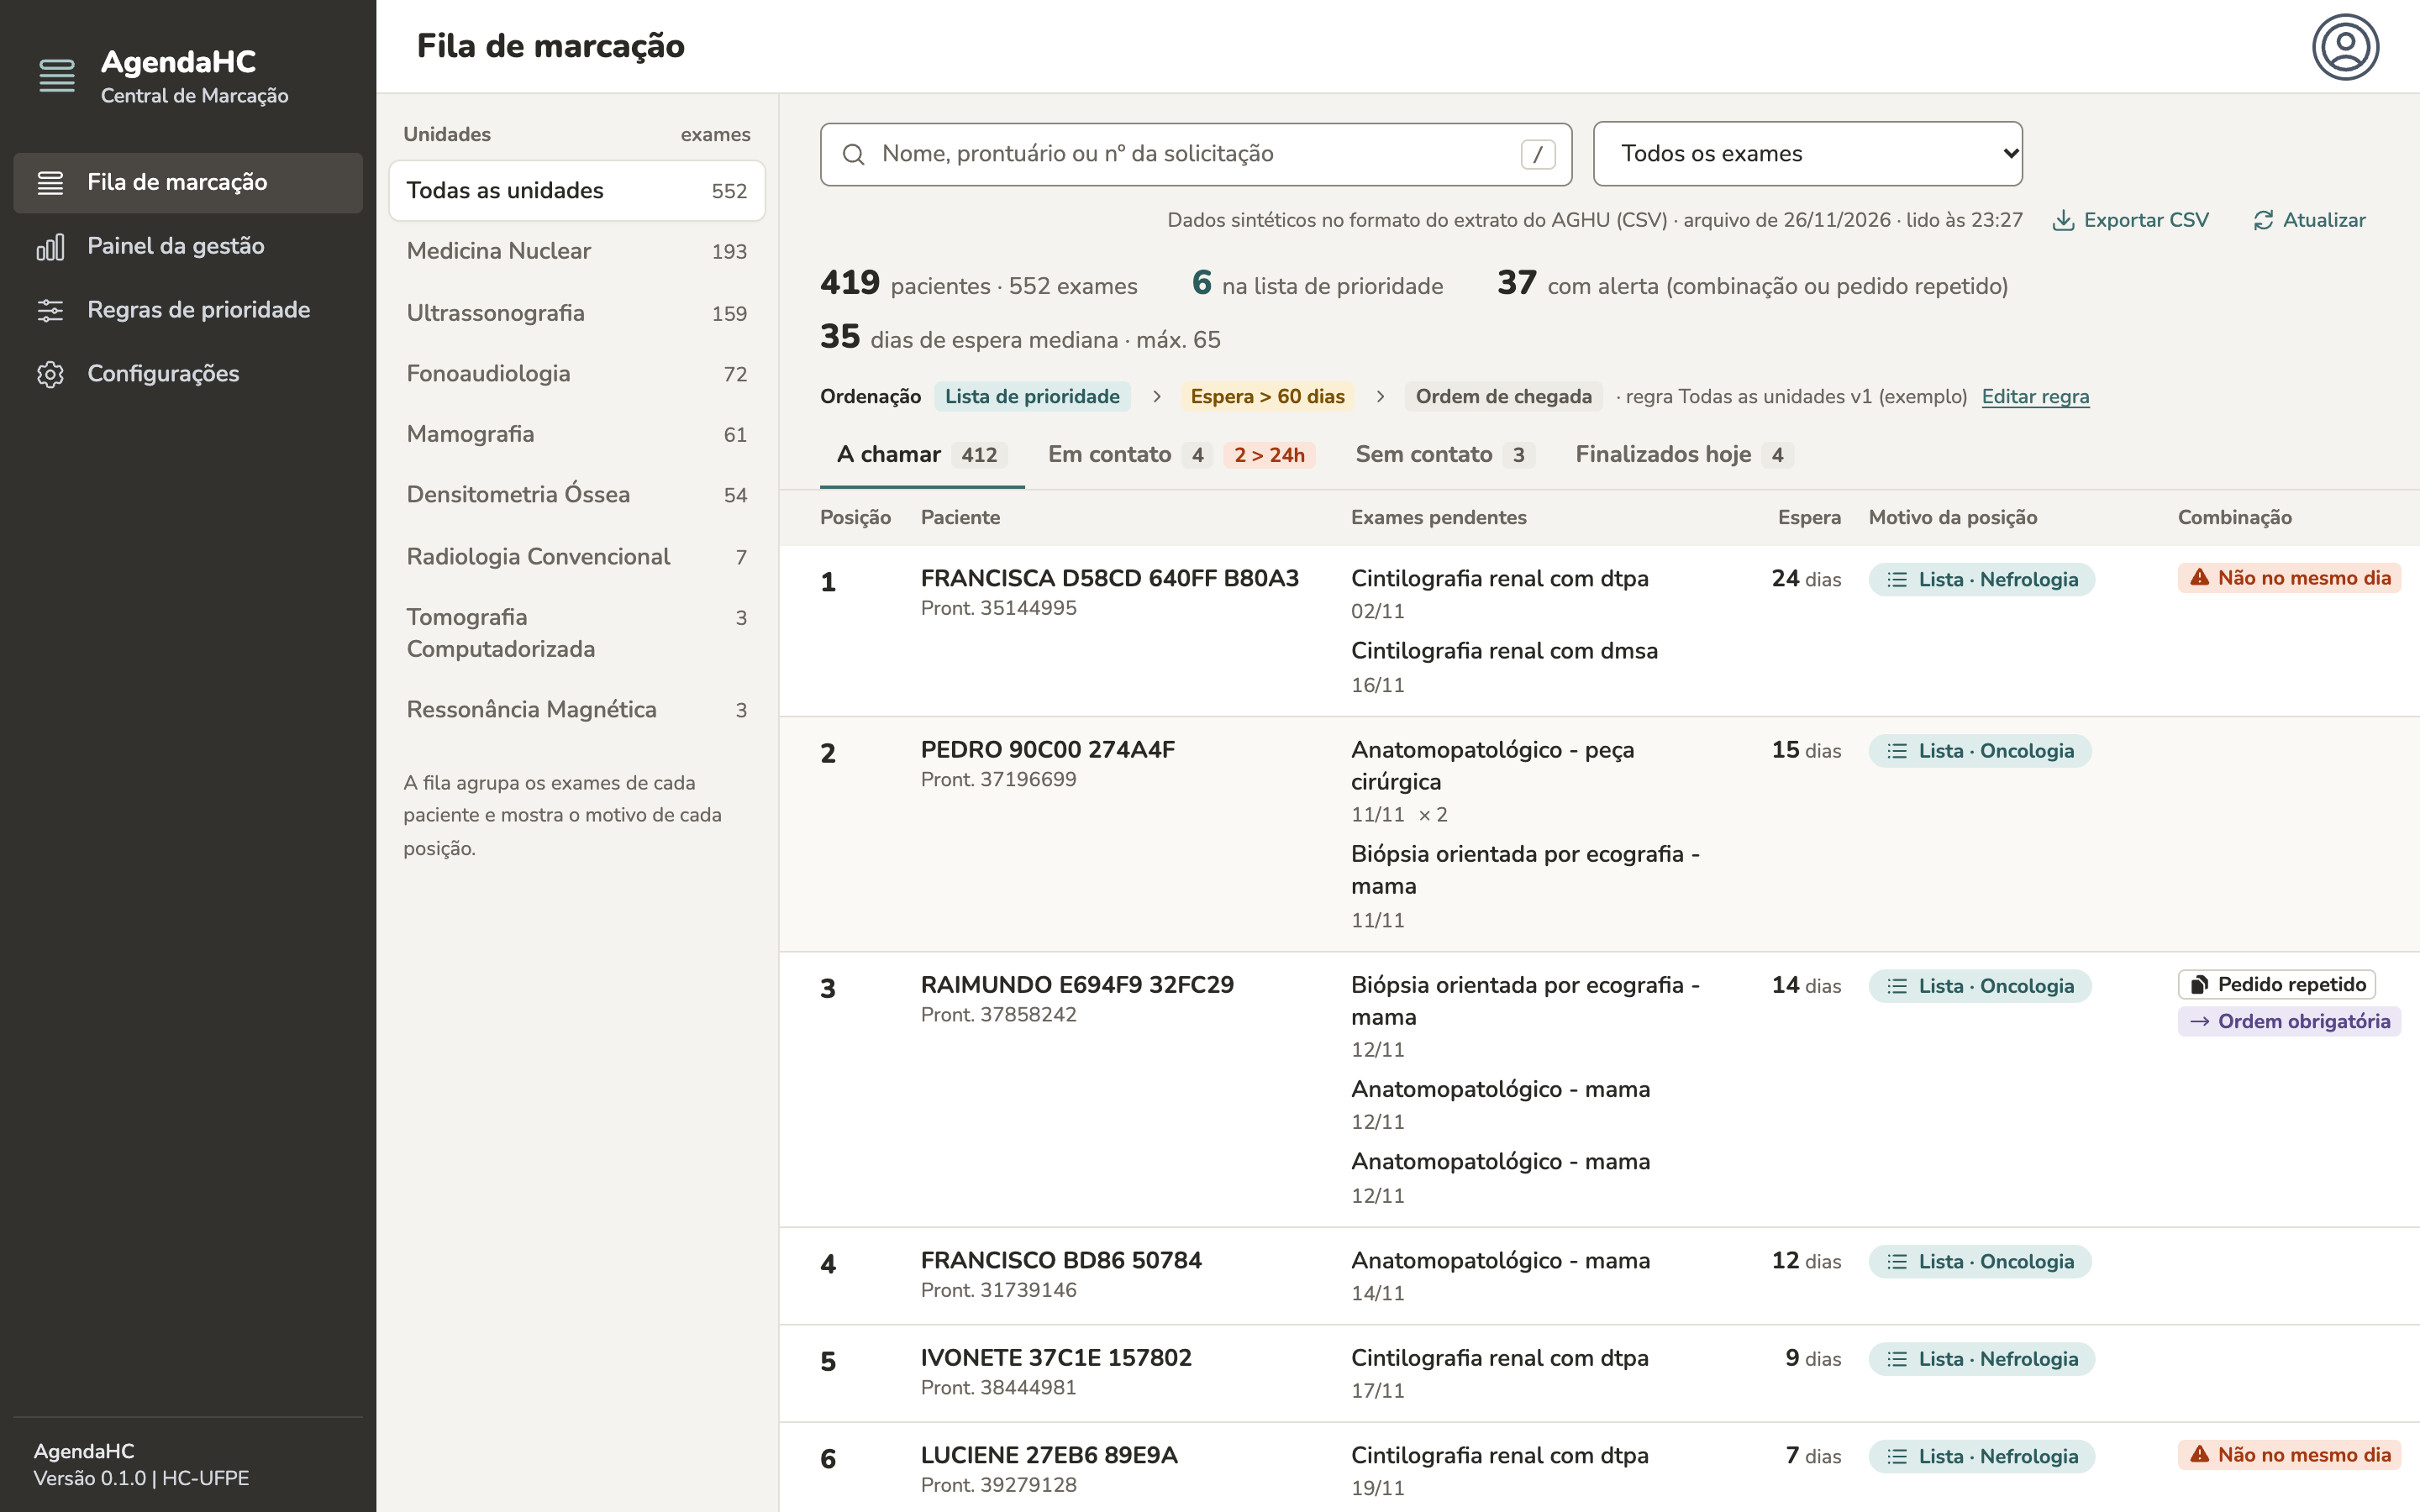 AgendaHC
Central de Marcação
Fila de marcação
Painel da gestão
Regras de prioridade
Configurações
AgendaHC
Versão 0.1.0 | HC-UFPE
Fila de marcação
Unidades exames
Todas as unidades 552
Medicina Nuclear 193
Ultrassonografia 159
Fonoaudiologia 72
Mamografia 61
Densitometria Óssea 54
Radiologia Convencional 7
Tomografia 3
Computadorizada
Ressonância Magnética 3
A fila agrupa os exames de cada
paciente e mostra o motivo de cada
posição.
Nome, prontuário ou nº da solicitação /
Todos os exames
Dados sintéticos no formato do extrato do AGHU (CSV) · arquivo de 26/11/2026 · lido às 23:27 Exportar CSV Atualizar
419 pacientes · 552 exames 6 na lista de prioridade 37 com alerta (combinação ou pedido repetido)
35 dias de espera mediana · máx. 65
Ordenação Lista de prioridade > Espera > 60 dias > Ordem de chegada · regra Todas as unidades v1 (exemplo) Editar regra
A chamar 412 Em contato 4 2 > 24h Sem contato 3 Finalizados hoje 4
Posição Paciente Exames pendentes Espera Motivo da posição Combinação
1 FRANCISCA D58CD 640FF B80A3 Cintilografia renal com dtpa 24 dias Lista · Nefrologia Não no mesmo dia
Pront. 35144995 02/11
Cintilografia renal com dmsa
16/11
2 PEDRO 90C00 274A4F Anatomopatológico - peça 15 dias Lista · Oncologia
Pront. 37196699 cirúrgica
11/11 × 2
Biópsia orientada por ecografia -
mama
11/11
3 RAIMUNDO E694F9 32FC29 Biópsia orientada por ecografia - 14 dias Lista · Oncologia Pedido repetido
Pront. 37858242 mama → Ordem obrigatória
12/11
Anatomopatológico - mama
12/11
Anatomopatológico - mama
12/11
4 FRANCISCO BD86 50784 Anatomopatológico - mama 12 dias Lista · Oncologia
Pront. 31739146 14/11
5 IVONETE 37C1E 157802 Cintilografia renal com dtpa 9 dias Lista · Nefrologia
Pront. 38444981 17/11
6 LUCIENE 27EB6 89E9A Cintilografia renal com dtpa 7 dias Lista · Nefrologia Não no mesmo dia
Pront. 39279128 19/11